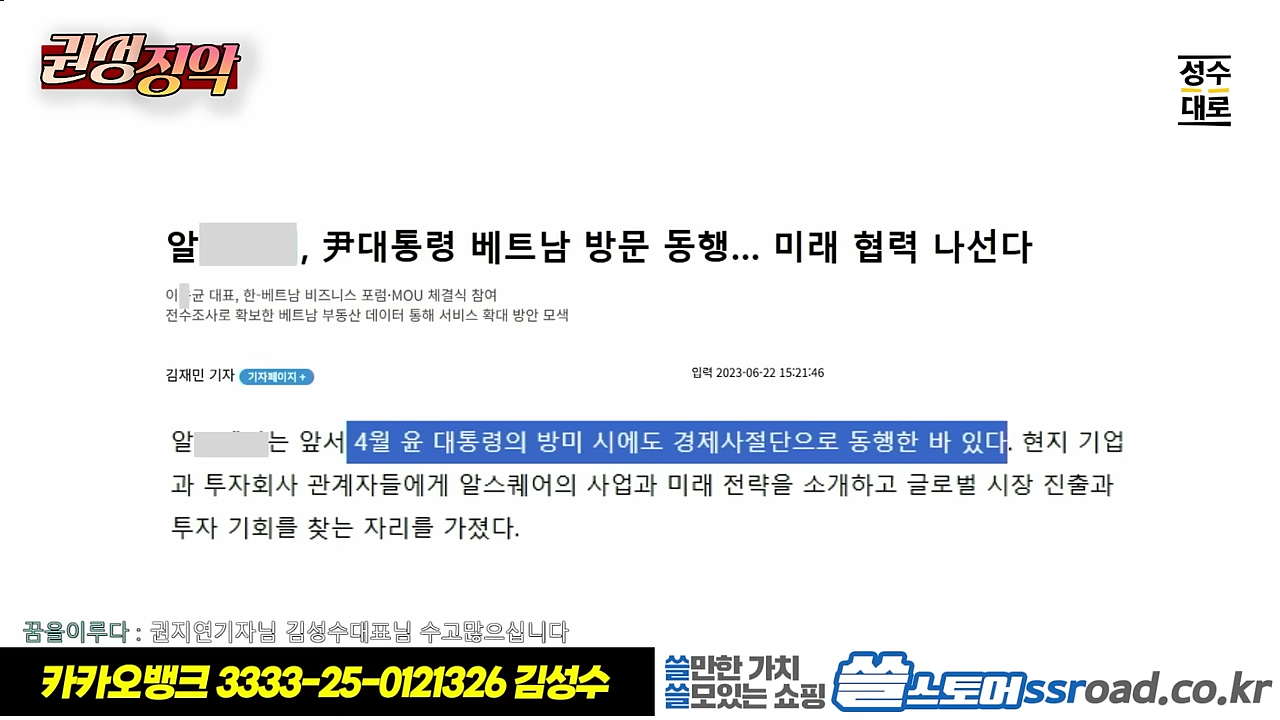 권성징악
성수
대로
알 , 尹대통령 베트남 방문 동행... 미래 협력 나선다
이 균 대표, 한-베트남 비즈니스 포럼·MOU 체결식 참여
전수조사로 확보한 베트남 부동산 데이터 통해 서비스 확대 방안 모색
김재민 기자 기자페이지 + 입력 2023-06-22 15:21:46
알 는 앞서 4월 윤 대통령의 방미 시에도 경제사절단으로 동행한 바 있다. 현지 기업
과 투자회사 관계자들에게 알스퀘어의 사업과 미래 전략을 소개하고 글로벌 시장 진출과
투자 기회를 찾는 자리를 가졌다.
꿈을이루다 : 권지연기자님 김성수대표님 수고많으십니다
카카오뱅크 3333-25-0121326 김성수
쓸만한 가치
쓸모있는 쇼핑
쓸스토어 ssroad.co.kr